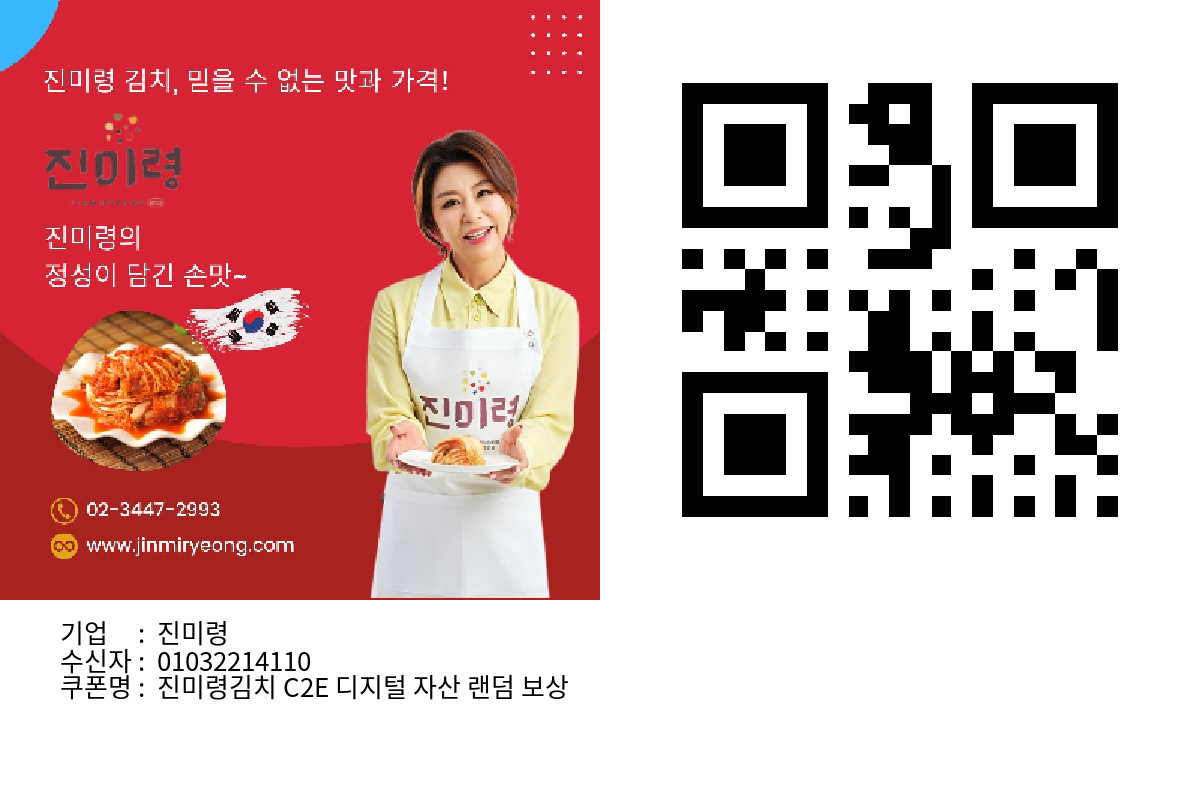 진미령 김치, 믿을 수 없는 맛과 가격!
진미령
진미령의
정성이 담긴 손맛~
진미령
02-3447-2993
www.jinmiryeong.com
기업 : 진미령
수신자 : 01032214110
쿠폰명 : 진미령김치 C2E 디지털 자산 랜덤 보상